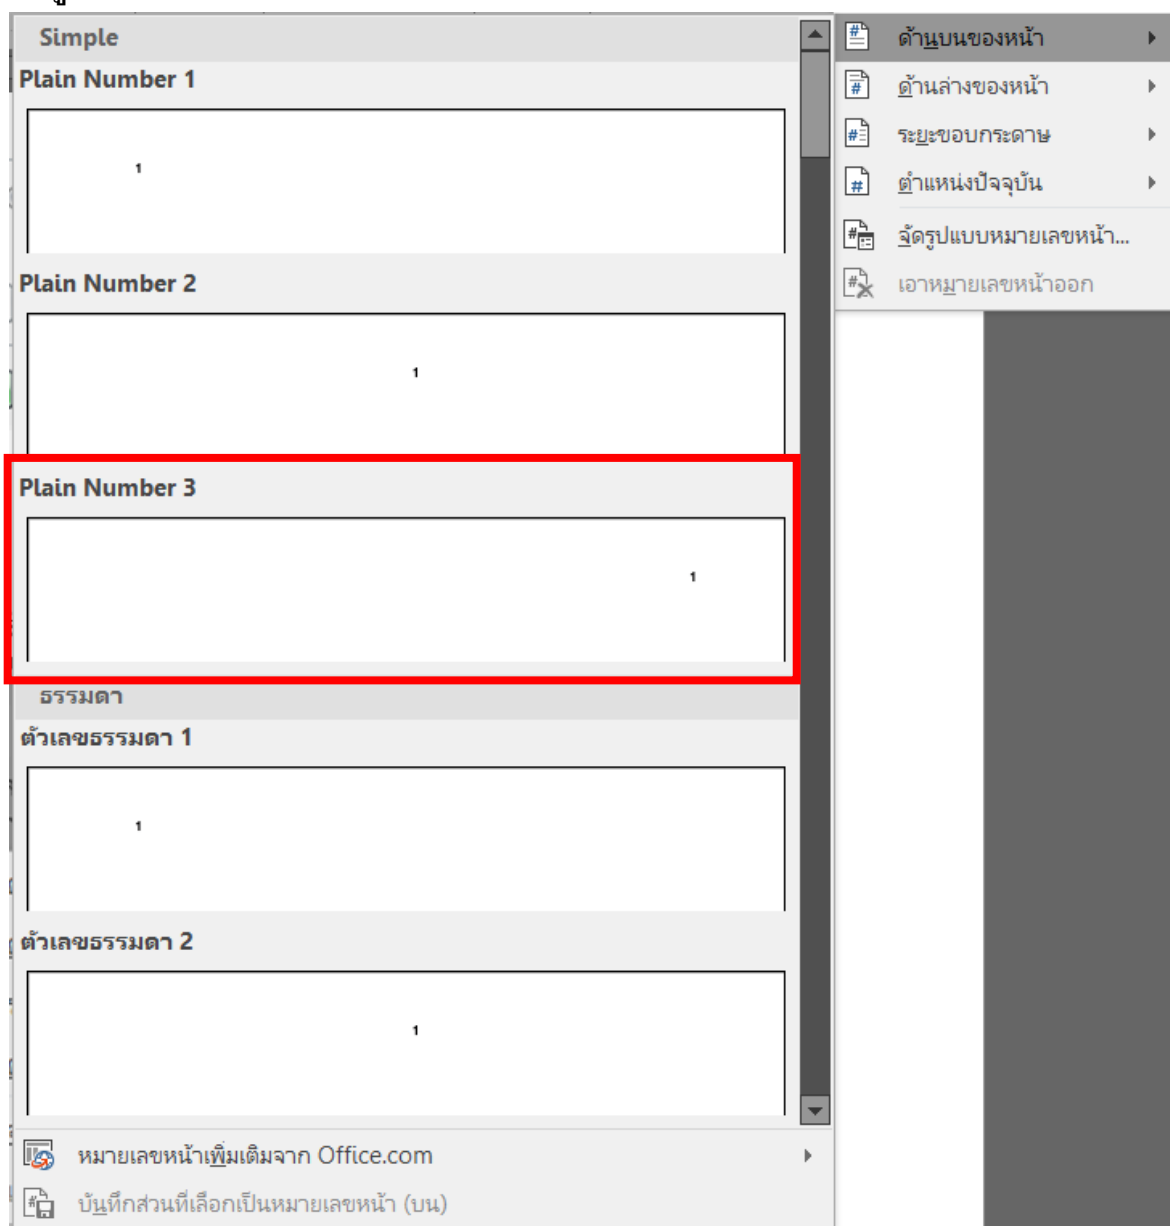 Simple
Plain Number 1
1
Plain Number 2
1
Plain Number 3
1
ธรรมดา
ตัวเลขธรรมดา 1
1
ตัวเลขธรรมดา 2
1
หมายเลขหน้าเพิ่มเติมจาก Office.com
บันทึกส่วนที่เลือกเป็นหมายเลขหน้า (บน)
ด้านบนของหน้า
ด้านล่างของหน้า
ระยะขอบกระดาษ
ตำแหน่งปัจจุบัน
จัดรูปแบบหมายเลขหน้า...
เอาหมายเลขหน้าออก